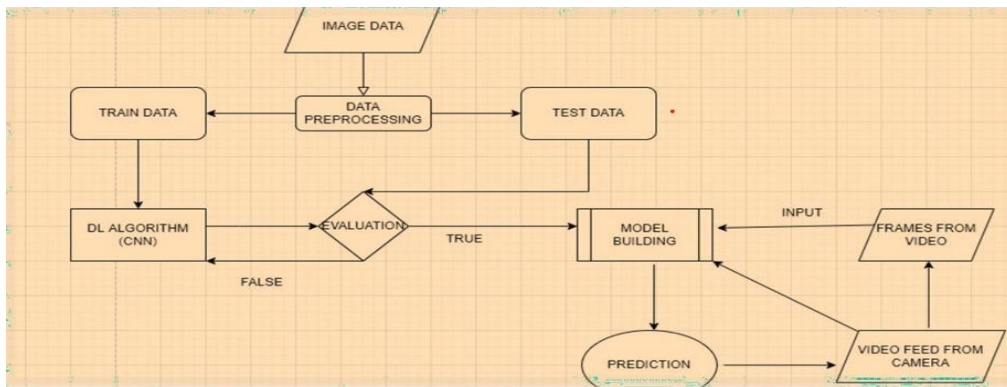 IMAGE DATA
TRAIN DATA
DATA
PREPROCESSING
TEST DATA
DL ALGORITHM
(CNN)
EVALUATION
TRUE
FALSE
MODEL
BUILDING
INPUT
FRAMES FROM
VIDEO
PREDICTION
VIDEO FEED FROM
CAMERA